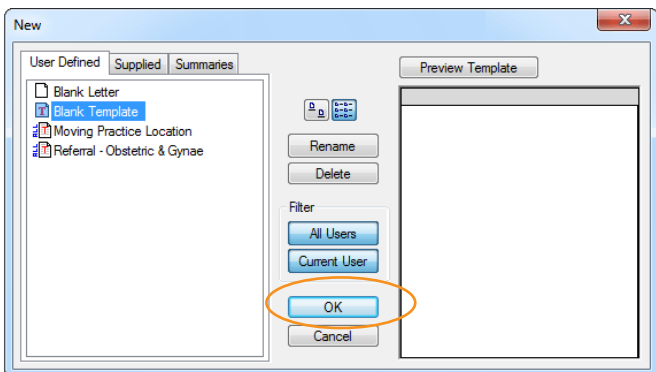 New
User Defined Supplied Summaries
Blank Letter
Blank Template
Moving Practice Location
Referral - Obstetric & Gynae
Rename
Delete
Filter
All Users
Current User
OK
Cancel
Preview Template